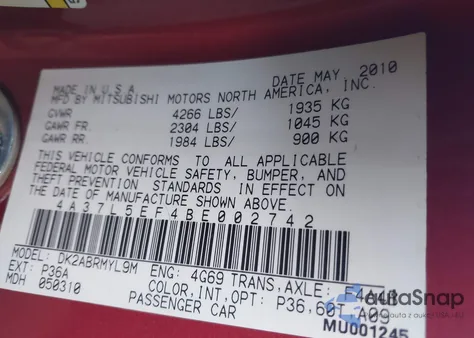 MADE IN U.S.A. DATE MAY, 2010
MFD BY MITSUBISHI MOTORS NORTH AMERICA, INC.
GVWR 4266 LBS/ 1935 KG
GAWR FR. 2304 LBS/ 1045 KG
GAWR RR. 1984 LBS/ 900 KG
THIS VEHICLE CONFORMS TO ALL APPLICABLE
FEDERAL MOTOR VEHICLE SAFETY, BUMPER, AND
THEFT PREVENTION STANDARDS IN EFFECT ON
THE DATE OF MANUFACTURE SHOWN ABOVE.
4A37L5EF4BE002742
MODEL: DK2ABRMYL9M ENG: 4G69 TRANS,AXLE:
EXT: P36A COLOR,INT,OPT: P36,60T,A09
MDH 050310 PASSENGER CAR MU001245
AutoSnap